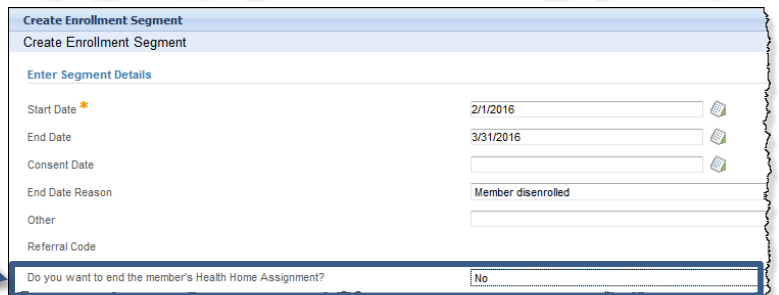 Create Enrollment Segment
Create Enrollment Segment
Enter Segment Details
Start Date * 2/1/2016
End Date 3/31/2016
Consent Date
End Date Reason Member disenrolled
Other
Referral Code
Do you want to end the member's Health Home Assignment? No